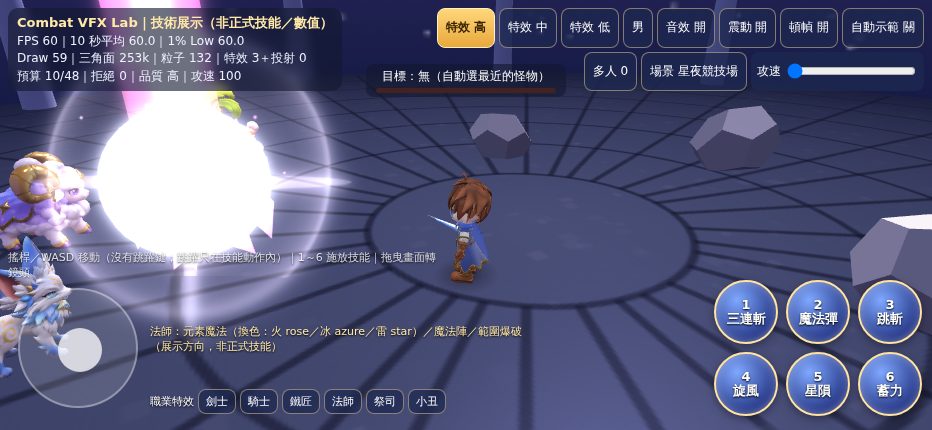 Combat VFX Lab｜技術展示（非正式技能／數值）
FPS 60｜10 秒平均 60.0｜1% Low 60.0
Draw 59｜三角面 253k｜粒子 132｜特效 3＋投射 0
預算 10/48｜拒絕 0｜品質 高｜攻速 100
特效 高
特效 中
特效 低
男
音效 開
震動 開
頓幀 開
自動示範 關
目標：無（自動選最近的怪物）
多人 0
場景 星夜競技場
攻速
搖桿／WASD 移動（沒有跳躍鍵，跳躍只在技能動作內）｜1~6 施放技能｜拖曳畫面轉
鏡頭
法師：元素魔法（換色：火 rose／冰 azure／雷 star）／魔法陣／範圍爆破
（展示方向，非正式技能）
職業特效
劍士
騎士
鐵匠
法師
祭司
小丑
1
三連斬
2
魔法彈
3
跳斬
4
旋風
5
星隕
6
蓄力